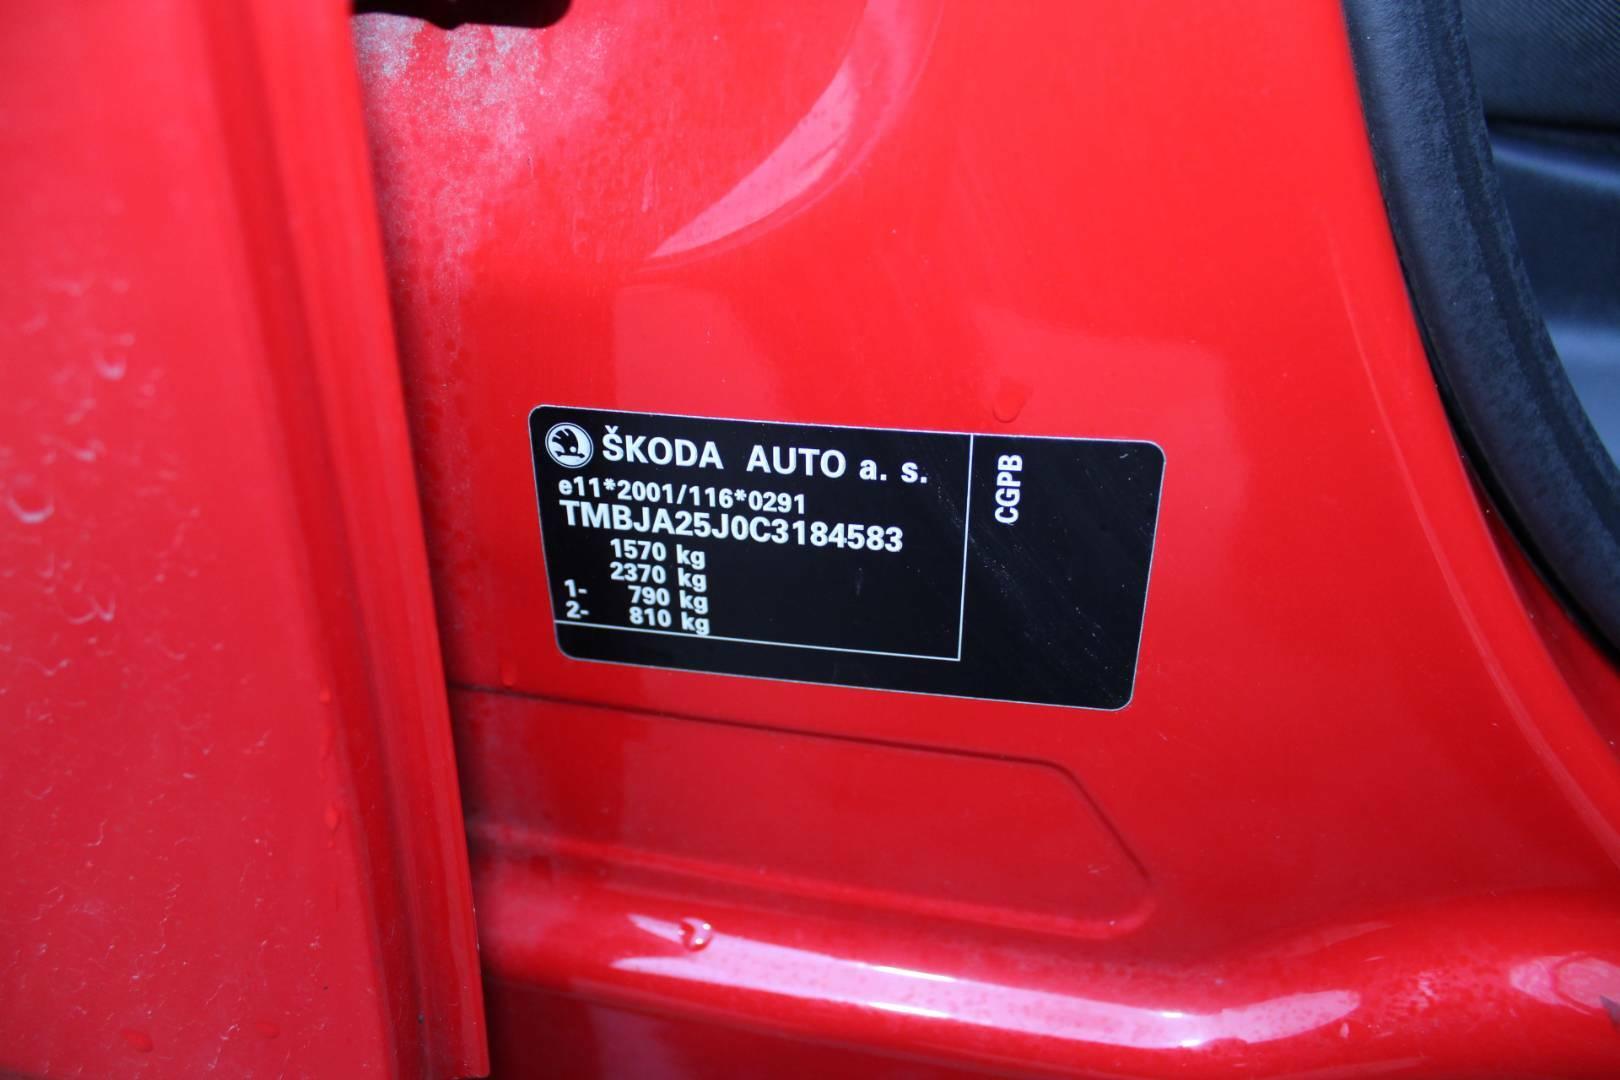 ŠKODA AUTO a. s.
e11*2001/116*0291
TMBJA25J0C3184583
1570 kg
2370 kg
1- 790 kg
2- 810 kg
CGPB